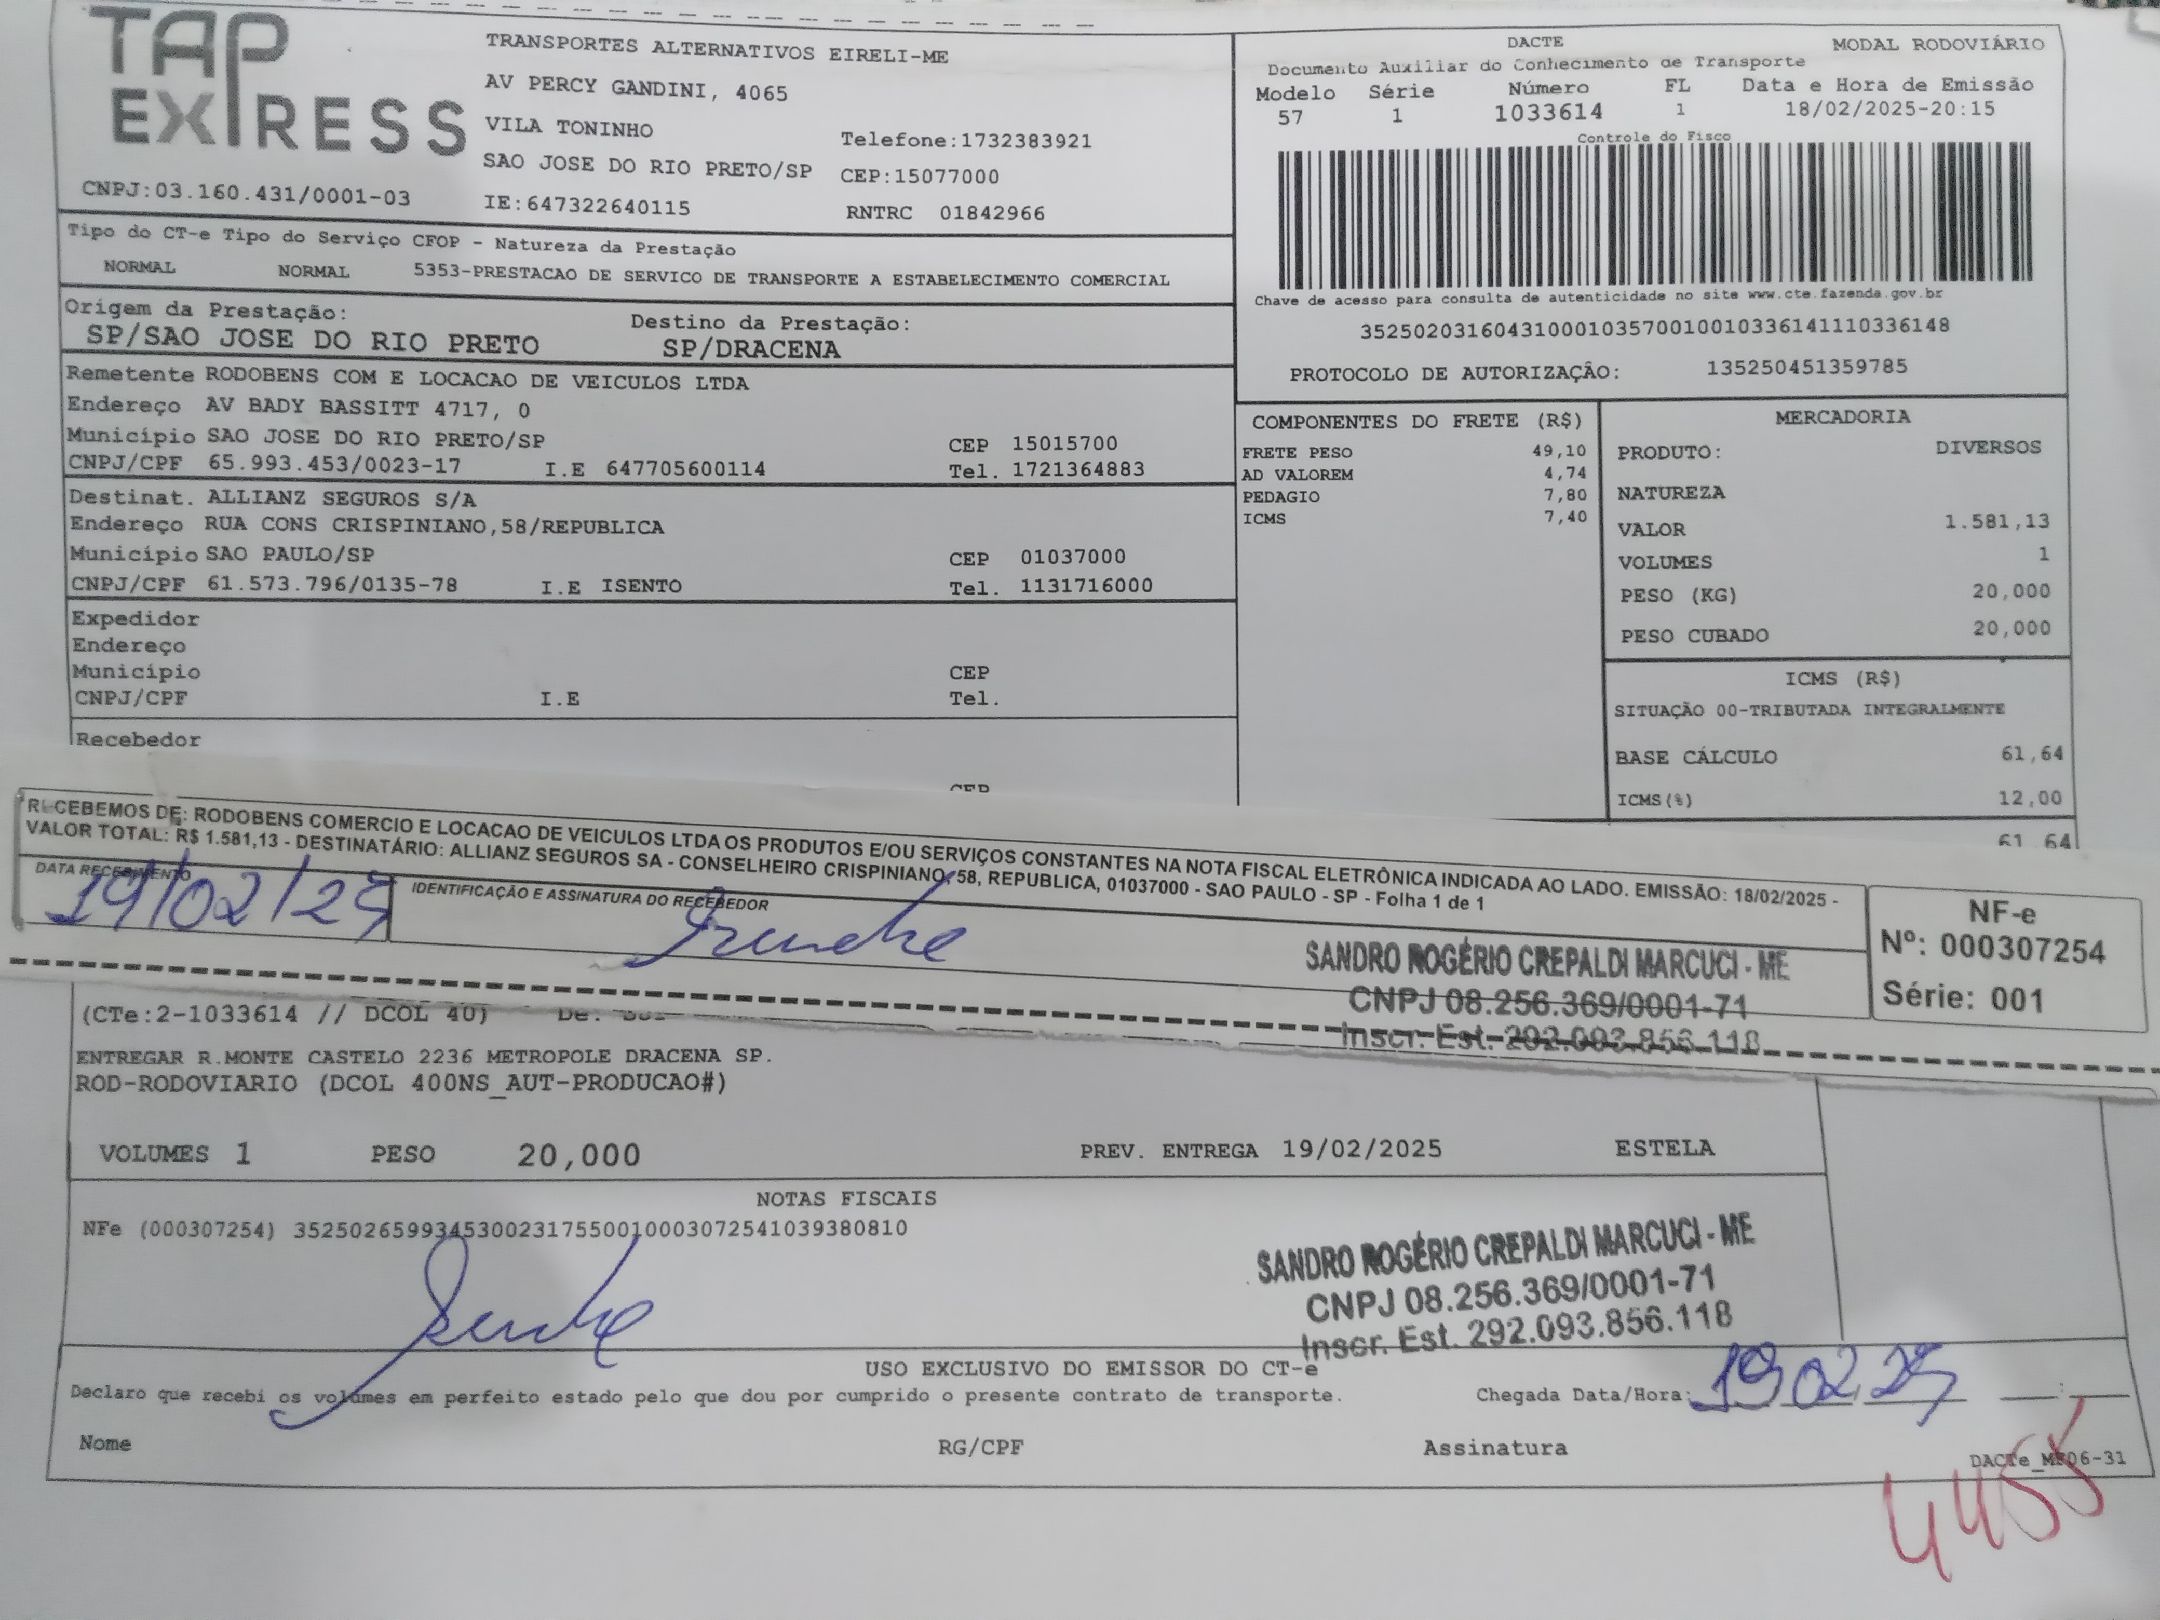 TAP EXPRESS
TRANSPORTES ALTERNATIVOS EIRELI-ME
AV PERCY GANDINI, 4065
VILA TONINHO
Telefone:1732383921
SAO JOSE DO RIO PRETO/SP CEP:15077000
CNPJ:03.160.431/0001-03
IE:647322640115
RNTRC 01842966
DACTE MODAL RODOVIÁRIO
Documento Auxiliar do Conhecimento de Transporte
Modelo Série Número FL Data e Hora de Emissão
57 1 1033614 1 18/02/2025-20:15
Controle do Fisco
Chave de acesso para consulta de autenticidade no site www.cte.fazenda.gov.br
35250203160431000103570010010336141110336148
PROTOCOLO DE AUTORIZAÇÃO: 135250451359785
Tipo do CT-e Tipo do Serviço CFOP - Natureza da Prestação
NORMAL NORMAL 5353-PRESTACAO DE SERVICO DE TRANSPORTE A ESTABELECIMENTO COMERCIAL
Origem da Prestação: Destino da Prestação:
SP/SAO JOSE DO RIO PRETO SP/DRACENA
Remetente RODOBENS COM E LOCACAO DE VEICULOS LTDA
Endereço AV BADY BASSITT 4717, 0
Município SAO JOSE DO RIO PRETO/SP CEP 15015700
CNPJ/CPF 65.993.453/0023-17 I.E 647705600114 Tel. 1721364883
Destinat. ALLIANZ SEGUROS S/A
Endereço RUA CONS CRISPINIANO,58/REPUBLICA
Município SAO PAULO/SP CEP 01037000
CNPJ/CPF 61.573.796/0135-78 I.E ISENTO Tel. 1131716000
Expedidor
Endereço
Município CEP
CNPJ/CPF I.E Tel.
Recebedor
CEP
COMPONENTES DO FRETE (R$)
FRETE PESO 49,10
AD VALOREM 4,74
PEDAGIO 7,80
ICMS 7,40
MERCADORIA
PRODUTO: DIVERSOS
NATUREZA
VALOR 1.581,13
VOLUMES 1
PESO (KG) 20,000
PESO CUBADO 20,000
ICMS (R$)
SITUAÇÃO 00-TRIBUTADA INTEGRALMENTE
BASE CÁLCULO 61,64
ICMS(%) 12,00
61,64
RECEBEMOS DE: RODOBENS COMERCIO E LOCACAO DE VEICULOS LTDA OS PRODUTOS E/OU SERVIÇOS CONSTANTES NA NOTA FISCAL ELETRÔNICA INDICADA AO LADO. EMISSÃO: 18/02/2025 -
VALOR TOTAL: R$ 1.581,13 - DESTINATÁRIO: ALLIANZ SEGUROS SA - CONSELHEIRO CRISPINIANO, 58, REPUBLICA, 01037000 - SAO PAULO - SP - Folha 1 de 1
DATA RECEBIMENTO IDENTIFICAÇÃO E ASSINATURA DO RECEBEDOR
19/02/25
NF-e
Nº: 000307254
Série: 001
SANDRO ROGÉRIO CREPALDI MARCUCI - ME
CNPJ 08.256.369/0001-71
Inscr. Est. 292.093.856.118
(CTe:2-1033614 // DCOL 40) De:
ENTREGAR R.MONTE CASTELO 2236 METROPOLE DRACENA SP.
ROD-RODOVIARIO (DCOL 400NS_AUT-PRODUCAO#)
VOLUMES 1 PESO 20,000 PREV. ENTREGA 19/02/2025 ESTELA
NOTAS FISCAIS
NFe (000307254) 35250265993453002317550010003072541039380810
SANDRO ROGÉRIO CREPALDI MARCUCI - ME
CNPJ 08.256.369/0001-71
Inscr. Est. 292.093.856.118
USO EXCLUSIVO DO EMISSOR DO CT-e
Declaro que recebi os volumes em perfeito estado pelo que dou por cumprido o presente contrato de transporte. Chegada Data/Hora: 19 02 25
Nome RG/CPF Assinatura
DACTe_MF06-31
4455